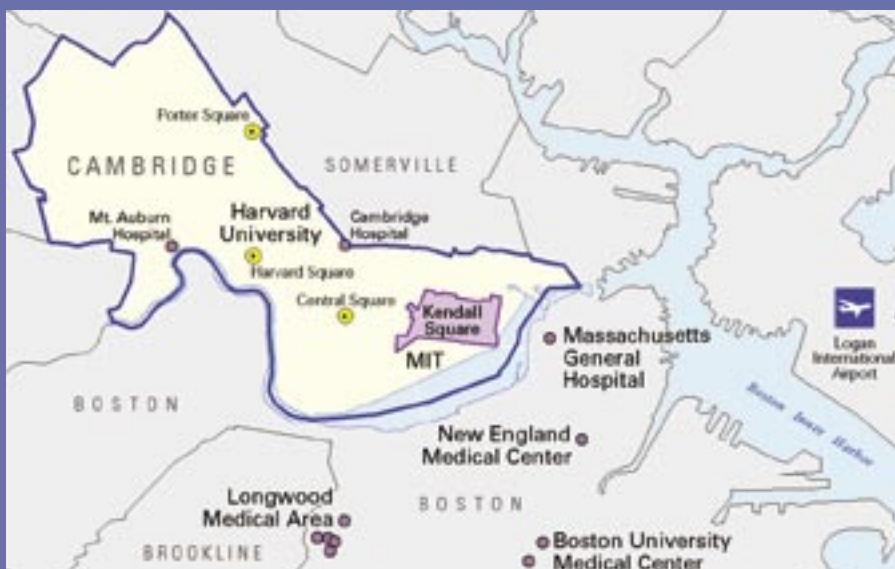 Porter Square
CAMBRIDGE
SOMERVILLE
Mt. Auburn
Hospital
Harvard
University
Cambridge
Hospital
Harvard Square
Central Square
Kendall
Square
MIT
Massachusetts
General
Hospital
Logan
International
Airport
BOSTON
Boston Inner Harbor
New England
Medical Center
Longwood
Medical Area
BOSTON
BROOKLINE
Boston University
Medical Center